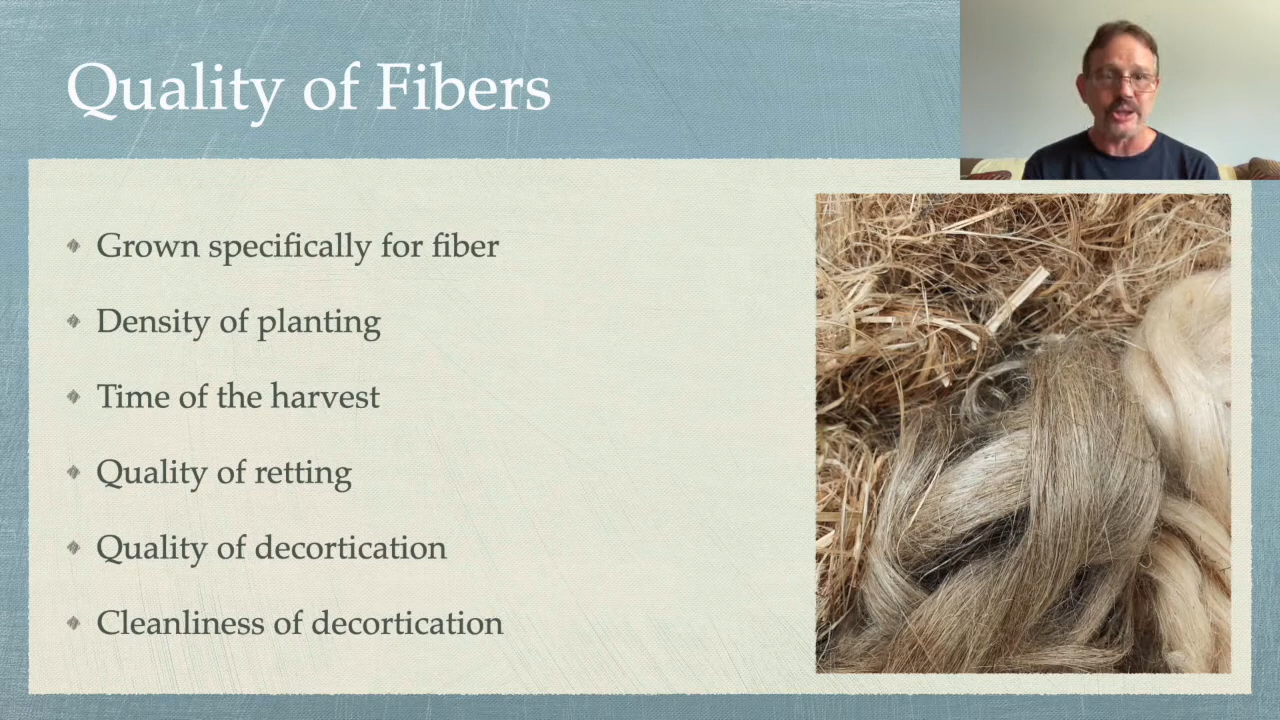 Quality of Fibers
Grown specifically for fiber
Density of planting
Time of the harvest
Quality of retting
Quality of decortication
Cleanliness of decortication